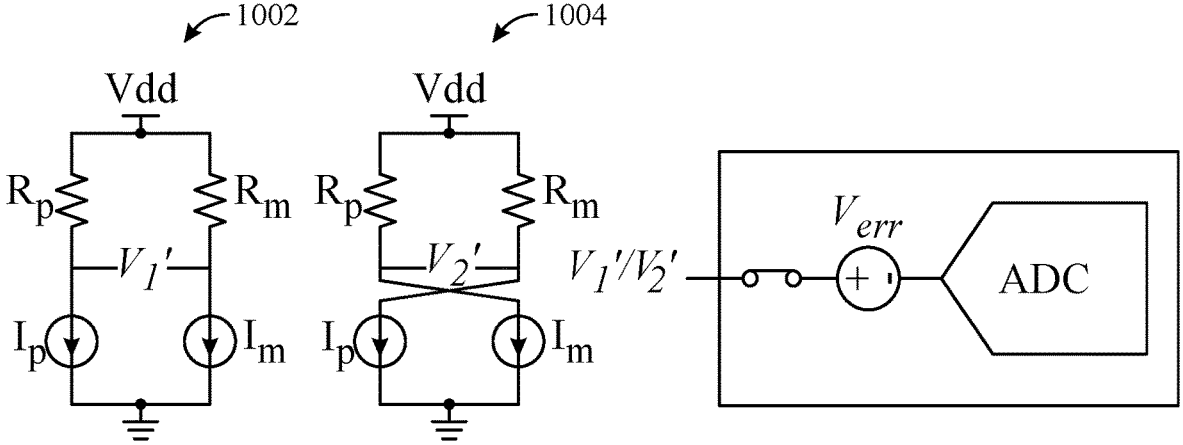 1002
1004
Vdd
Vdd
Rp
Rm
Rp
Rm
V1'
V2'
Ip
Im
Ip
Im
Verr
V1'/V2'
+
-
ADC